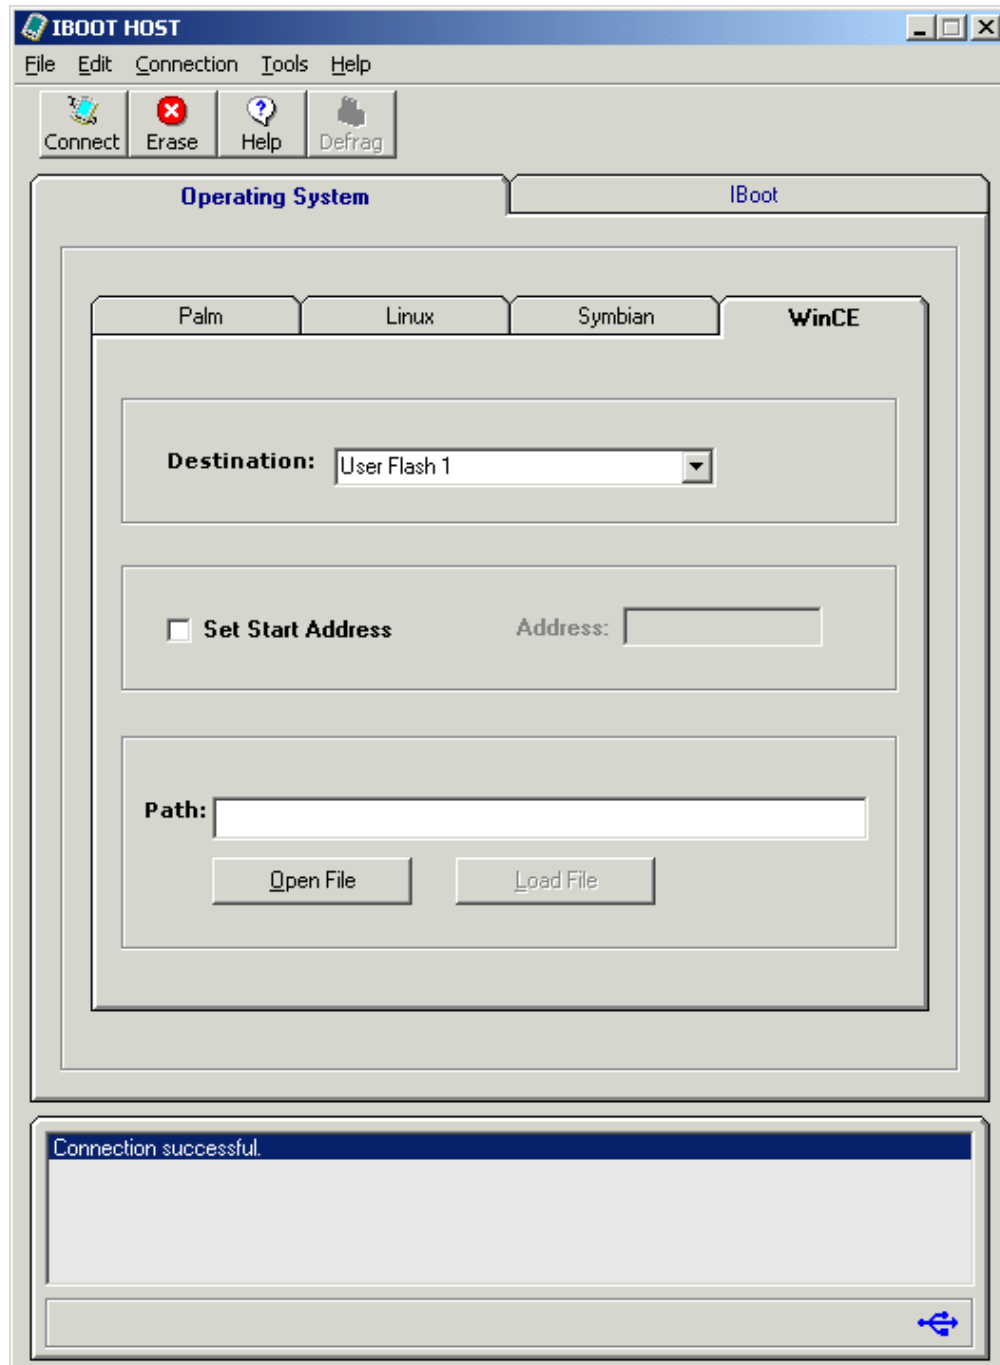 IBOOT HOST
File Edit Connection Tools Help
Connect Erase Help Defrag
Operating System IBoot
Palm Linux Symbian WinCE
Destination: User Flash 1
Set Start Address Address:
Path:
Open File Load File
Connection successful.